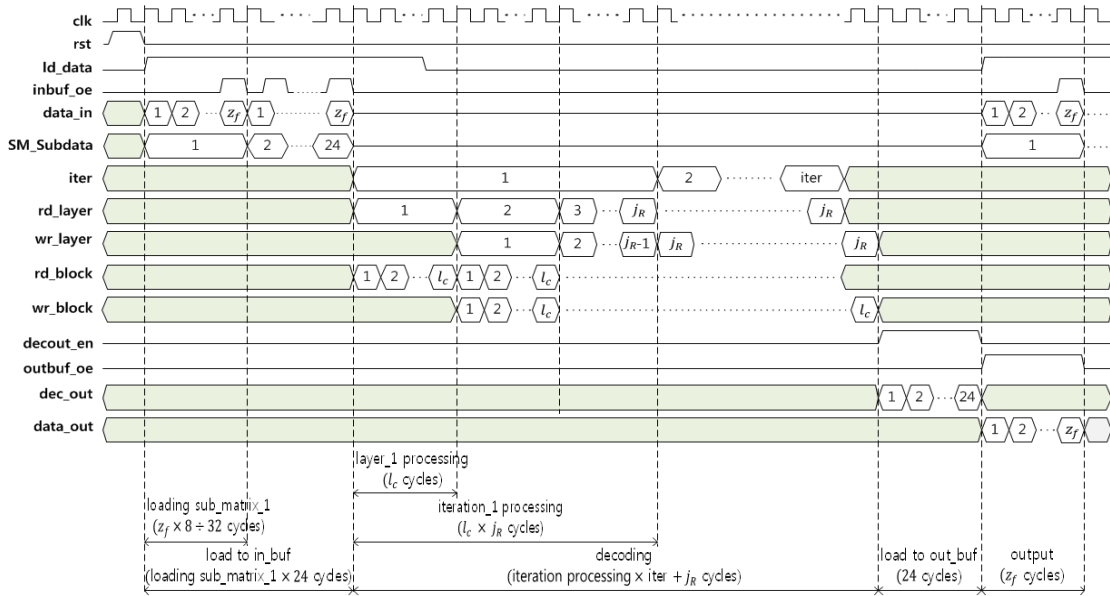 clk
rst
ld_data
inbuf_oe
data_in 1 2 z_f 1 z_f 1 2 z_f
SM_Subdata 1 2 24 1
iter 1 2 iter
rd_layer 1 2 3 j_R j_R
wr_layer 1 2 j_R-1 j_R j_R
rd_block 1 2 l_c 1 2 l_c
wr_block 1 2 l_c l_c
decout_en
outbuf_oe
dec_out 1 2 24
data_out 1 2 z_f
layer_1 processing
(l_c cycles)
loading sub_matrix_1
(z_f × 8 ÷ 32 cycles)
iteration_1 processing
(l_c × j_R cycles)
load to in_buf
(loading sub_matrix_1 × 24 cycles)
decoding
(iteration processing × iter + j_R cycles)
load to out_buf
(24 cycles)
output
(z_f cycles)